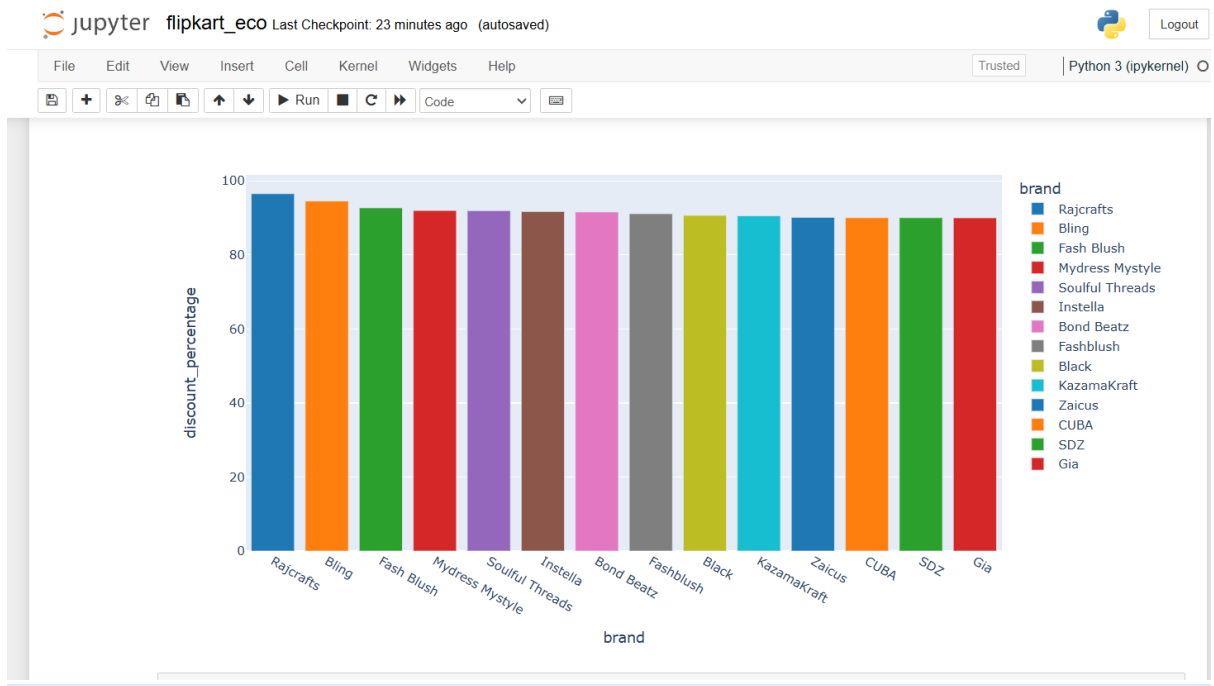 jupyter flipkart_eco Last Checkpoint: 23 minutes ago (autosaved)
Logout
File Edit View Insert Cell Kernel Widgets Help
Trusted
Python 3 (ipykernel)
Run
Code
100
80
60
40
20
0
discount_percentage
Rajcrafts
Bling
Fash Blush
Mydress Mystyle
Soulful Threads
Instella
Bond Beatz
Fashblush
Black
KazamaKraft
Zaicus
CUBA
SDZ
Gia
brand
brand
Rajcrafts
Bling
Fash Blush
Mydress Mystyle
Soulful Threads
Instella
Bond Beatz
Fashblush
Black
KazamaKraft
Zaicus
CUBA
SDZ
Gia